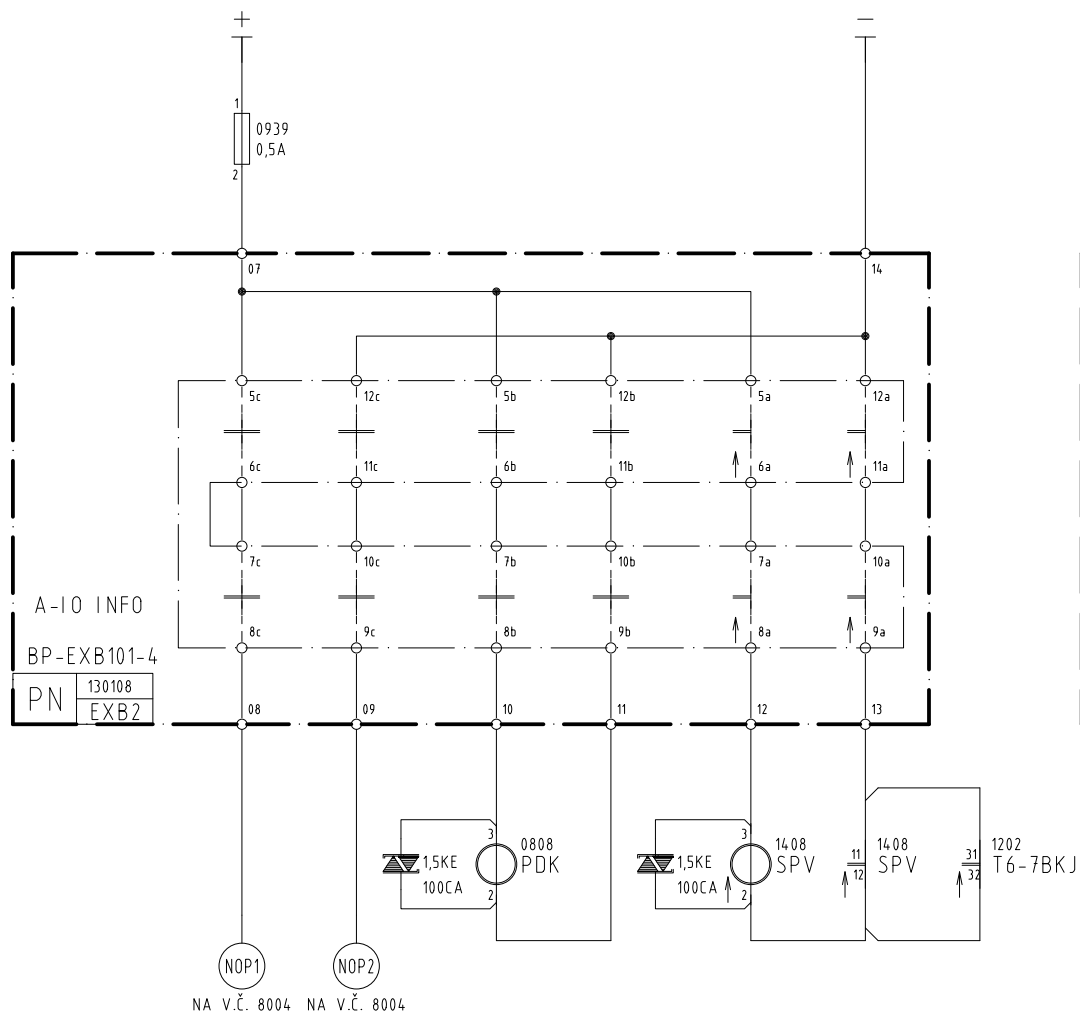 + −
1
0939
0,5A
2
07 14
5c 12c 5b 12b 5a 12a
6c 11c 6b 11b 6a 11a
7c 10c 7b 10b 7a 10a
A-IO INFO
8c 9c 8b 9b 8a 9a
BP-EXB101-4
PN 130108
EXB2
08 09 10 11 12 13
3 0808 3 1408 11 1408 31 1202
1,5KE PDK 1,5KE SPV 12 SPV 32 T6-7BKJ
100CA 2 100CA 2
NOP1 NOP2
NA V.Č. 8004 NA V.Č. 8004